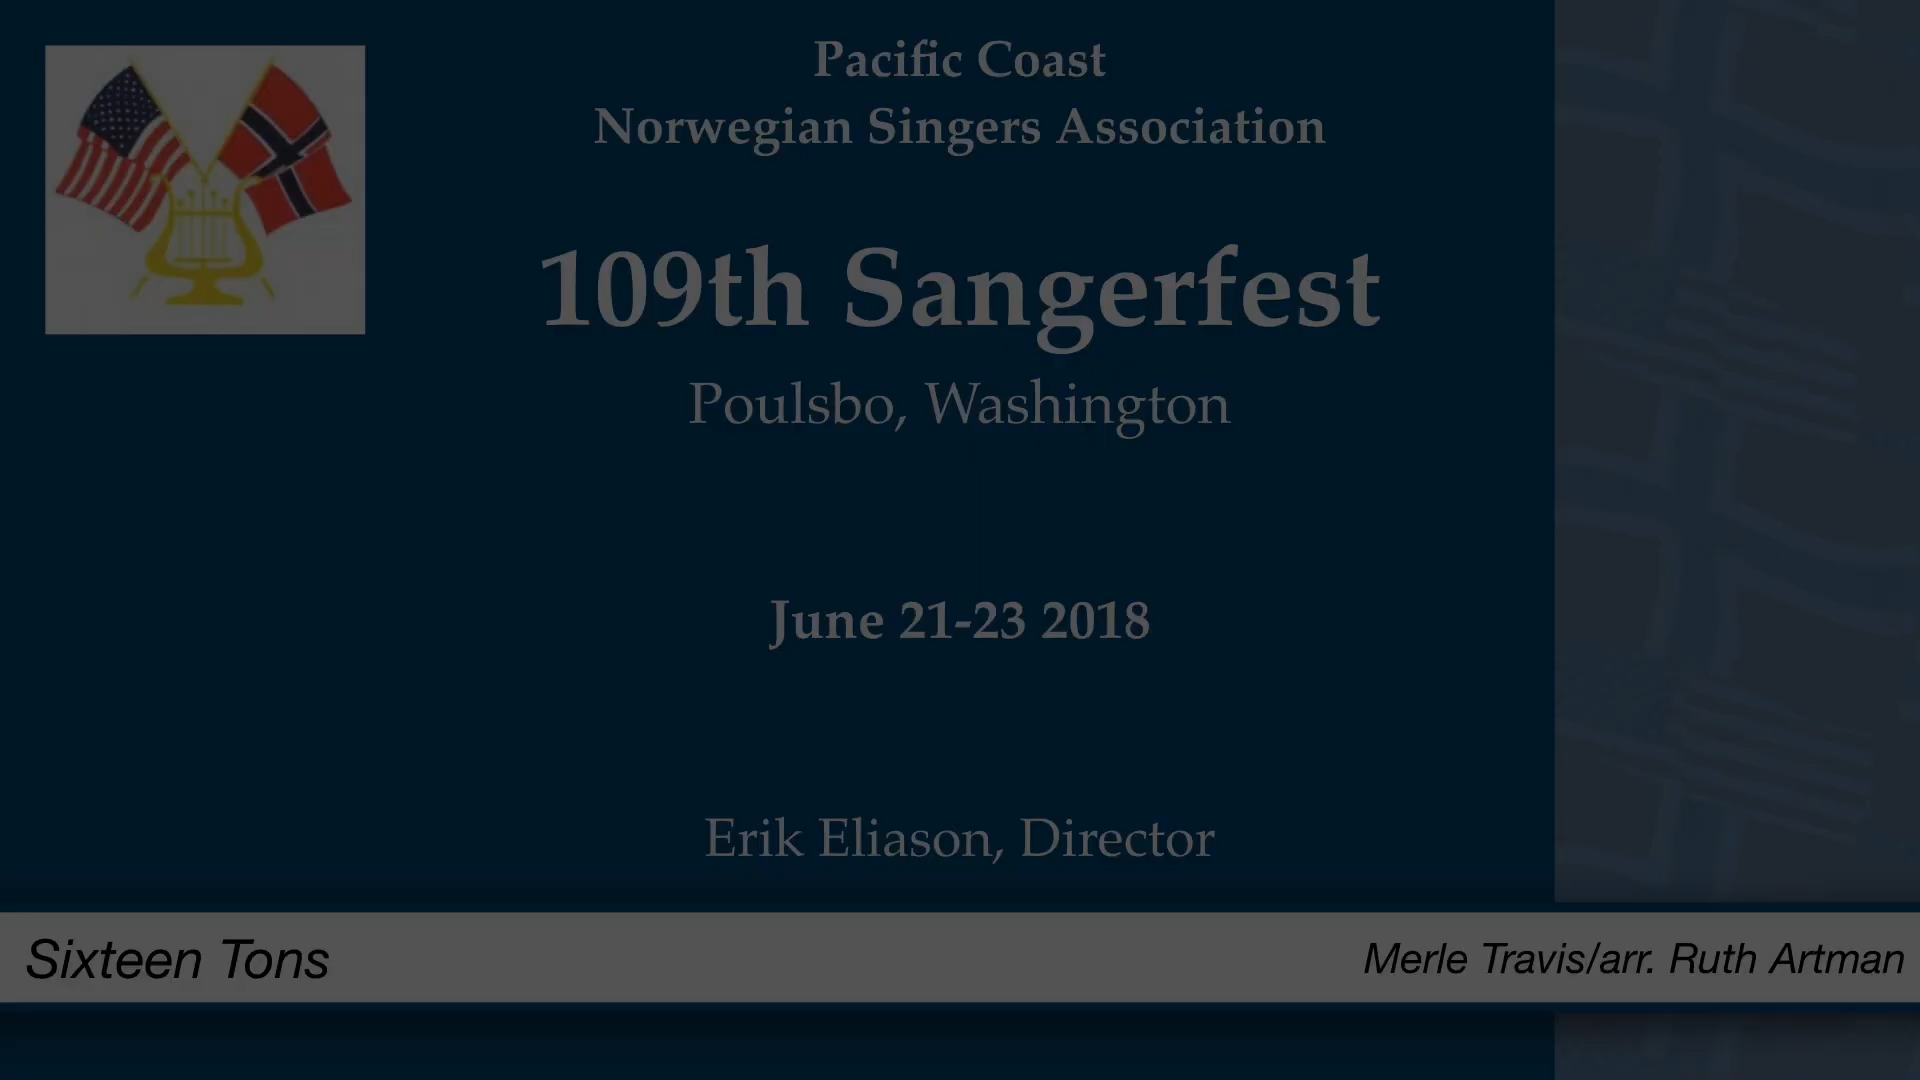 Pacific Coast
Norwegian Singers Association
109th Sangerfest
Poulsbo, Washington
June 21-23 2018
Erik Eliason, Director
Sixteen Tons
Merle Travis/arr. Ruth Artman